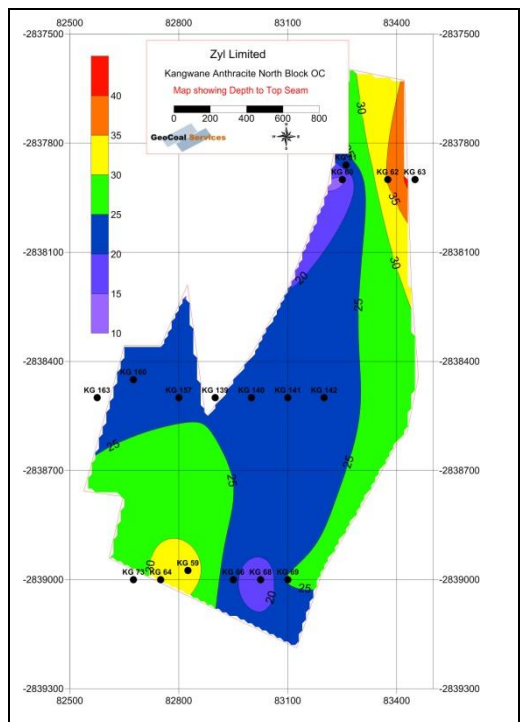 82500 82800 83100 83400
-2837500 -2837500
Zyl Limited
Kangwane Anthracite North Block OC
Map showing Depth to Top Seam
0 200 400 600 800
GeoCoal Services
40
35
30
25
20
15
10
-2837800 -2837800
30
35
KG 60 KG 62 KG 63
35
-2838100 -2838100
30
20
25
-2838400 -2838400
KG 163 KG 160 KG 157 KG 139 KG 140 KG 141 KG 142
25
-2838700 -2838700
25
25
30
KG 73 KG 64 KG 59 KG 66 KG 68 KG 69
-2839000 -2839000
20
25
-2839300 -2839300
82500 82800 83100 83400